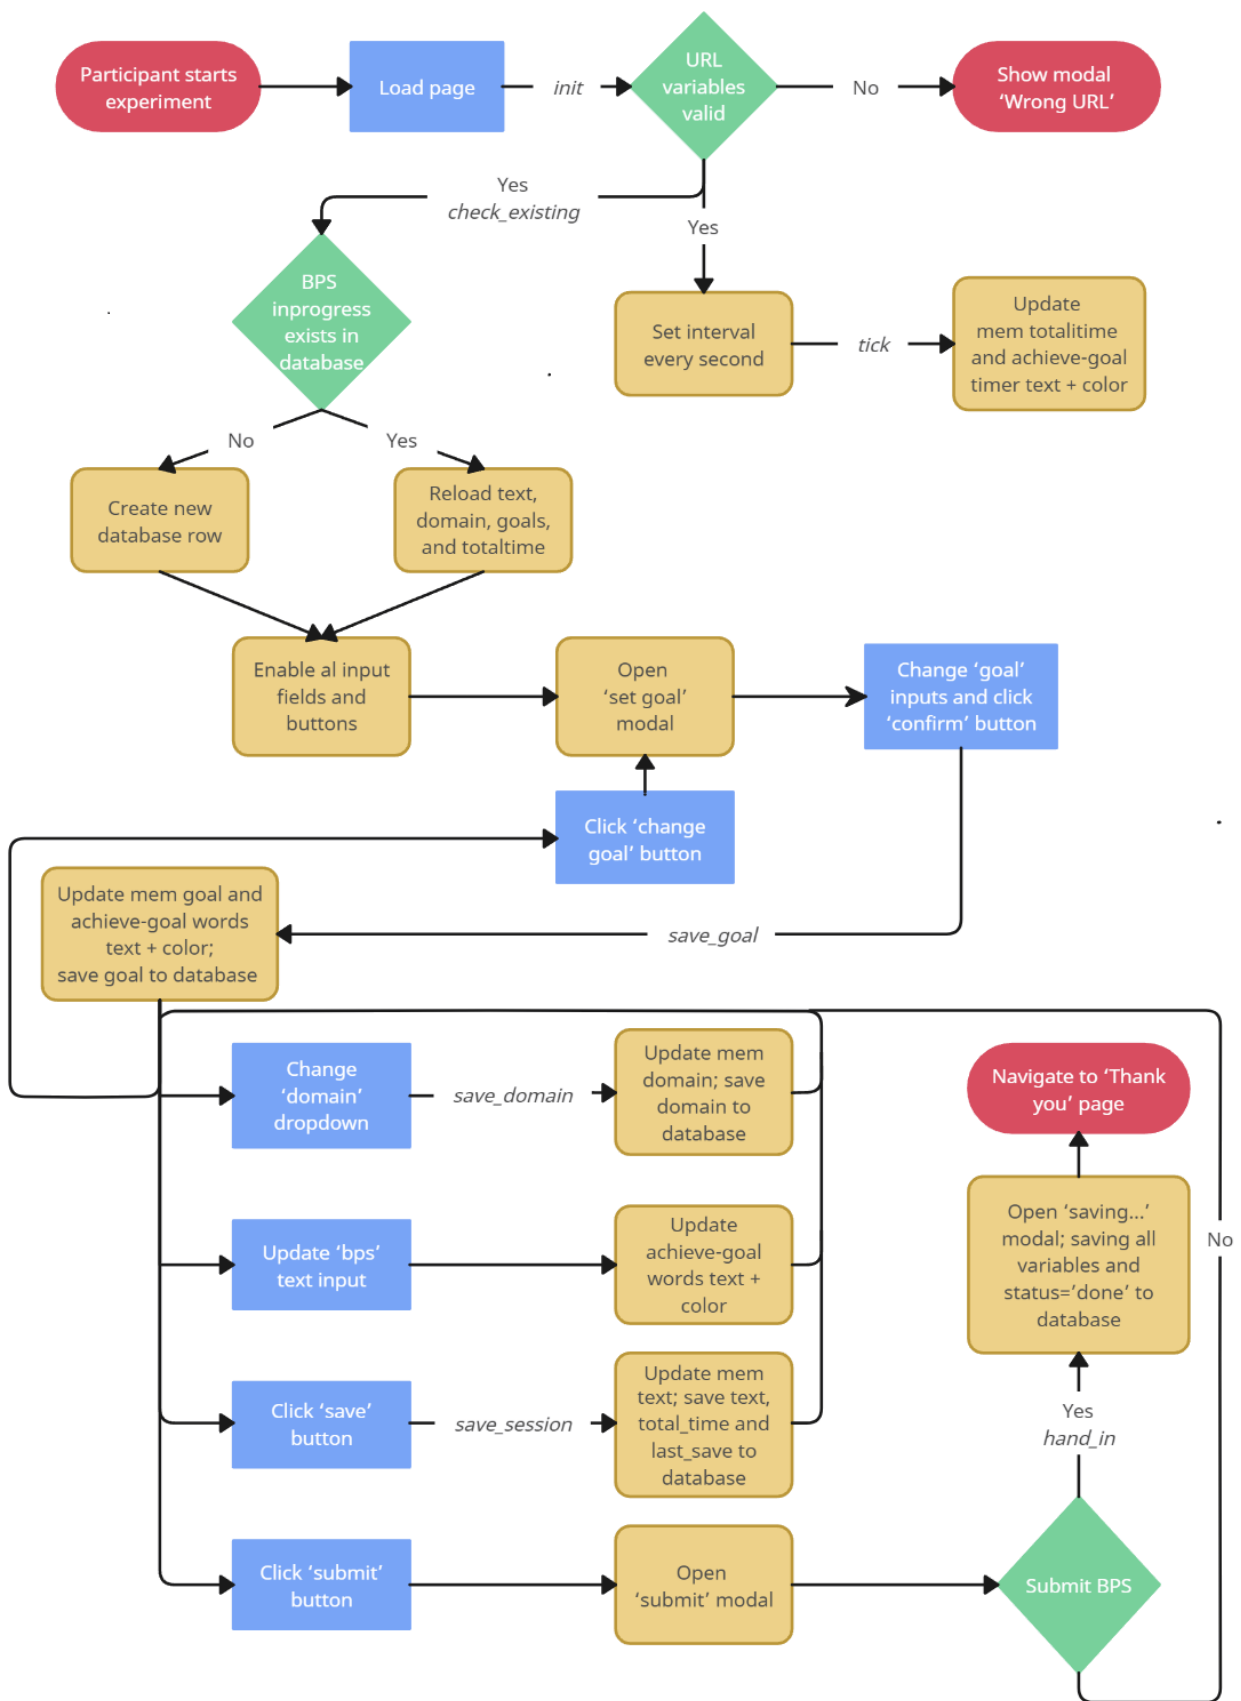 Participant starts
experiment
Load page
init
URL
variables
valid
No
Show modal
‘Wrong URL’
Yes
check_existing
Yes
BPS
inprogress
exists in
database
Set interval
every second
tick
Update
mem totalitime
and achieve-goal
timer text + color
No
Yes
Create new
database row
Reload text,
domain, goals,
and totaltime
Enable al input
fields and
buttons
Open
‘set goal’
modal
Change ‘goal’
inputs and click
‘confirm’ button
Click ‘change
goal’ button
Update mem goal and
achieve-goal words
text + color;
save goal to database
save_goal
Change
‘domain’
dropdown
save_domain
Update mem
domain; save
domain to
database
Navigate to ‘Thank
you’ page
Update ‘bps’
text input
Update
achieve-goal
words text +
color
Open ‘saving...’
modal; saving all
variables and
status=’done’ to
database
No
Click ‘save’
button
save_session
Update mem
text; save text,
total_time and
last_save to
database
Yes
hand_in
Click ‘submit’
button
Open
‘submit’ modal
Submit BPS